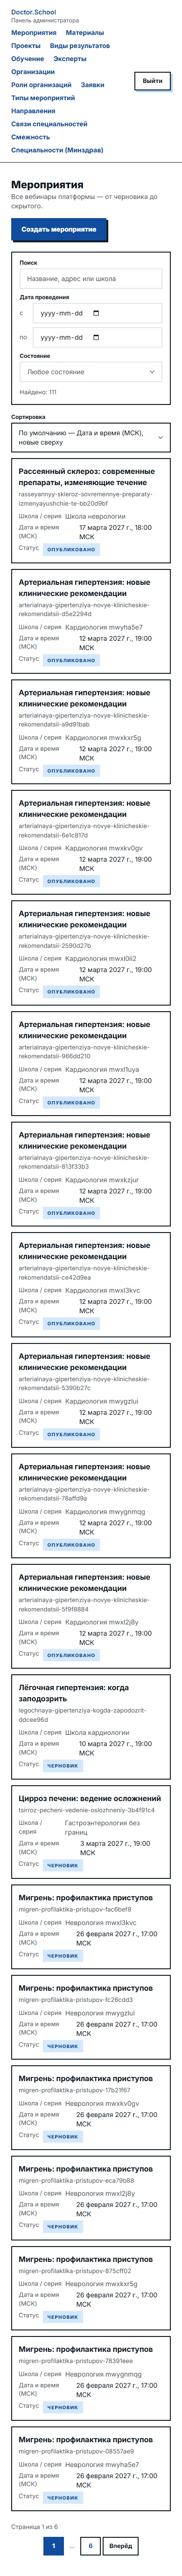 Doctor.School
Панель администратора
Мероприятия Материалы
Проекты Виды результатов
Обучение Эксперты
Организации
Роли организаций Заявки
Типы мероприятий
Направления
Связи специальностей
Смежность
Специальности (Минздрав)
Выйти
Мероприятия
Все вебинары платформы — от черновика до
скрытого.
Создать мероприятие
Поиск
Название, адрес или школа
Дата проведения
с yyyy-mm-dd
по yyyy-mm-dd
Состояние
Любое состояние
Найдено: 111
Сортировка
По умолчанию — Дата и время (МСК),
новые сверху
Рассеянный склероз: современные
препараты, изменяющие течение
rasseyannyy-skleroz-sovremennye-preparaty-
izmenyayushchie-te-bb20d9bf
Школа / серия Школа неврологии
Дата и время
(МСК)
17 марта 2027 г., 18:00
МСК
Статус ОПУБЛИКОВАНО
Артериальная гипертензия: новые
клинические рекомендации
arterialnaya-gipertenziya-novye-klinicheskie-
rekomendatsii-d5e2294d
Школа / серия Кардиология mwyha5e7
Дата и время
(МСК)
12 марта 2027 г., 19:00
МСК
Статус ОПУБЛИКОВАНО
Артериальная гипертензия: новые
клинические рекомендации
arterialnaya-gipertenziya-novye-klinicheskie-
rekomendatsii-a9d91bab
Школа / серия Кардиология mwxkxr5g
Дата и время
(МСК)
12 марта 2027 г., 19:00
МСК
Статус ОПУБЛИКОВАНО
Артериальная гипертензия: новые
клинические рекомендации
arterialnaya-gipertenziya-novye-klinicheskie-
rekomendatsii-6e1c817d
Школа / серия Кардиология mwxkv0gv
Дата и время
(МСК)
12 марта 2027 г., 19:00
МСК
Статус ОПУБЛИКОВАНО
Артериальная гипертензия: новые
клинические рекомендации
arterialnaya-gipertenziya-novye-klinicheskie-
rekomendatsii-2590d27b
Школа / серия Кардиология mwxl0ii2
Дата и время
(МСК)
12 марта 2027 г., 19:00
МСК
Статус ОПУБЛИКОВАНО
Артериальная гипертензия: новые
клинические рекомендации
arterialnaya-gipertenziya-novye-klinicheskie-
rekomendatsii-966dd210
Школа / серия Кардиология mwxl1uya
Дата и время
(МСК)
12 марта 2027 г., 19:00
МСК
Статус ОПУБЛИКОВАНО
Артериальная гипертензия: новые
клинические рекомендации
arterialnaya-gipertenziya-novye-klinicheskie-
rekomendatsii-813f33b3
Школа / серия Кардиология mwxkzjur
Дата и время
(МСК)
12 марта 2027 г., 19:00
МСК
Статус ОПУБЛИКОВАНО
Артериальная гипертензия: новые
клинические рекомендации
arterialnaya-gipertenziya-novye-klinicheskie-
rekomendatsii-ce42d9ea
Школа / серия Кардиология mwxl3kvc
Дата и время
(МСК)
12 марта 2027 г., 19:00
МСК
Статус ОПУБЛИКОВАНО
Артериальная гипертензия: новые
клинические рекомендации
arterialnaya-gipertenziya-novye-klinicheskie-
rekomendatsii-5390b27c
Школа / серия Кардиология mwygzlui
Дата и время
(МСК)
12 марта 2027 г., 19:00
МСК
Статус ОПУБЛИКОВАНО
Артериальная гипертензия: новые
клинические рекомендации
arterialnaya-gipertenziya-novye-klinicheskie-
rekomendatsii-78affd9a
Школа / серия Кардиология mwygnmqg
Дата и время
(МСК)
12 марта 2027 г., 19:00
МСК
Статус ОПУБЛИКОВАНО
Артериальная гипертензия: новые
клинические рекомендации
arterialnaya-gipertenziya-novye-klinicheskie-
rekomendatsii-5f9f8884
Школа / серия Кардиология mwxl2j8y
Дата и время
(МСК)
12 марта 2027 г., 19:00
МСК
Статус ОПУБЛИКОВАНО
Лёгочная гипертензия: когда
заподозрить
legochnaya-gipertenziya-kogda-zapodozrit-
ddcee96d
Школа / серия Школа кардиологии
Дата и время
(МСК)
10 марта 2027 г., 19:00
МСК
Статус ЧЕРНОВИК
Цирроз печени: ведение осложнений
tsirroz-pecheni-vedenie-oslozhneniy-3b4f91c4
Школа /
серия
Гастроэнтерология без
границ
Дата и время
(МСК)
3 марта 2027 г., 19:00
МСК
Статус ЧЕРНОВИК
Мигрень: профилактика приступов
migren-profilaktika-pristupov-fac6bef8
Школа / серия Неврология mwxl3kvc
Дата и время
(МСК)
26 февраля 2027 г., 17:00
МСК
Статус ЧЕРНОВИК
Мигрень: профилактика приступов
migren-profilaktika-pristupov-fc26cdd3
Школа / серия Неврология mwygzlui
Дата и время
(МСК)
26 февраля 2027 г., 17:00
МСК
Статус ЧЕРНОВИК
Мигрень: профилактика приступов
migren-profilaktika-pristupov-17b21f67
Школа / серия Неврология mwxkv0gv
Дата и время
(МСК)
26 февраля 2027 г., 17:00
МСК
Статус ЧЕРНОВИК
Мигрень: профилактика приступов
migren-profilaktika-pristupov-eca79b88
Школа / серия Неврология mwxl2j8y
Дата и время
(МСК)
26 февраля 2027 г., 17:00
МСК
Статус ЧЕРНОВИК
Мигрень: профилактика приступов
migren-profilaktika-pristupov-875cff02
Школа / серия Неврология mwxkxr5g
Дата и время
(МСК)
26 февраля 2027 г., 17:00
МСК
Статус ЧЕРНОВИК
Мигрень: профилактика приступов
migren-profilaktika-pristupov-78391eee
Школа / серия Неврология mwygnmqg
Дата и время
(МСК)
26 февраля 2027 г., 17:00
МСК
Статус ЧЕРНОВИК
Мигрень: профилактика приступов
migren-profilaktika-pristupov-08557ae9
Школа / серия Неврология mwyha5e7
Дата и время
(МСК)
26 февраля 2027 г., 17:00
МСК
Статус ЧЕРНОВИК
Страница 1 из 6
1 … 6 Вперёд